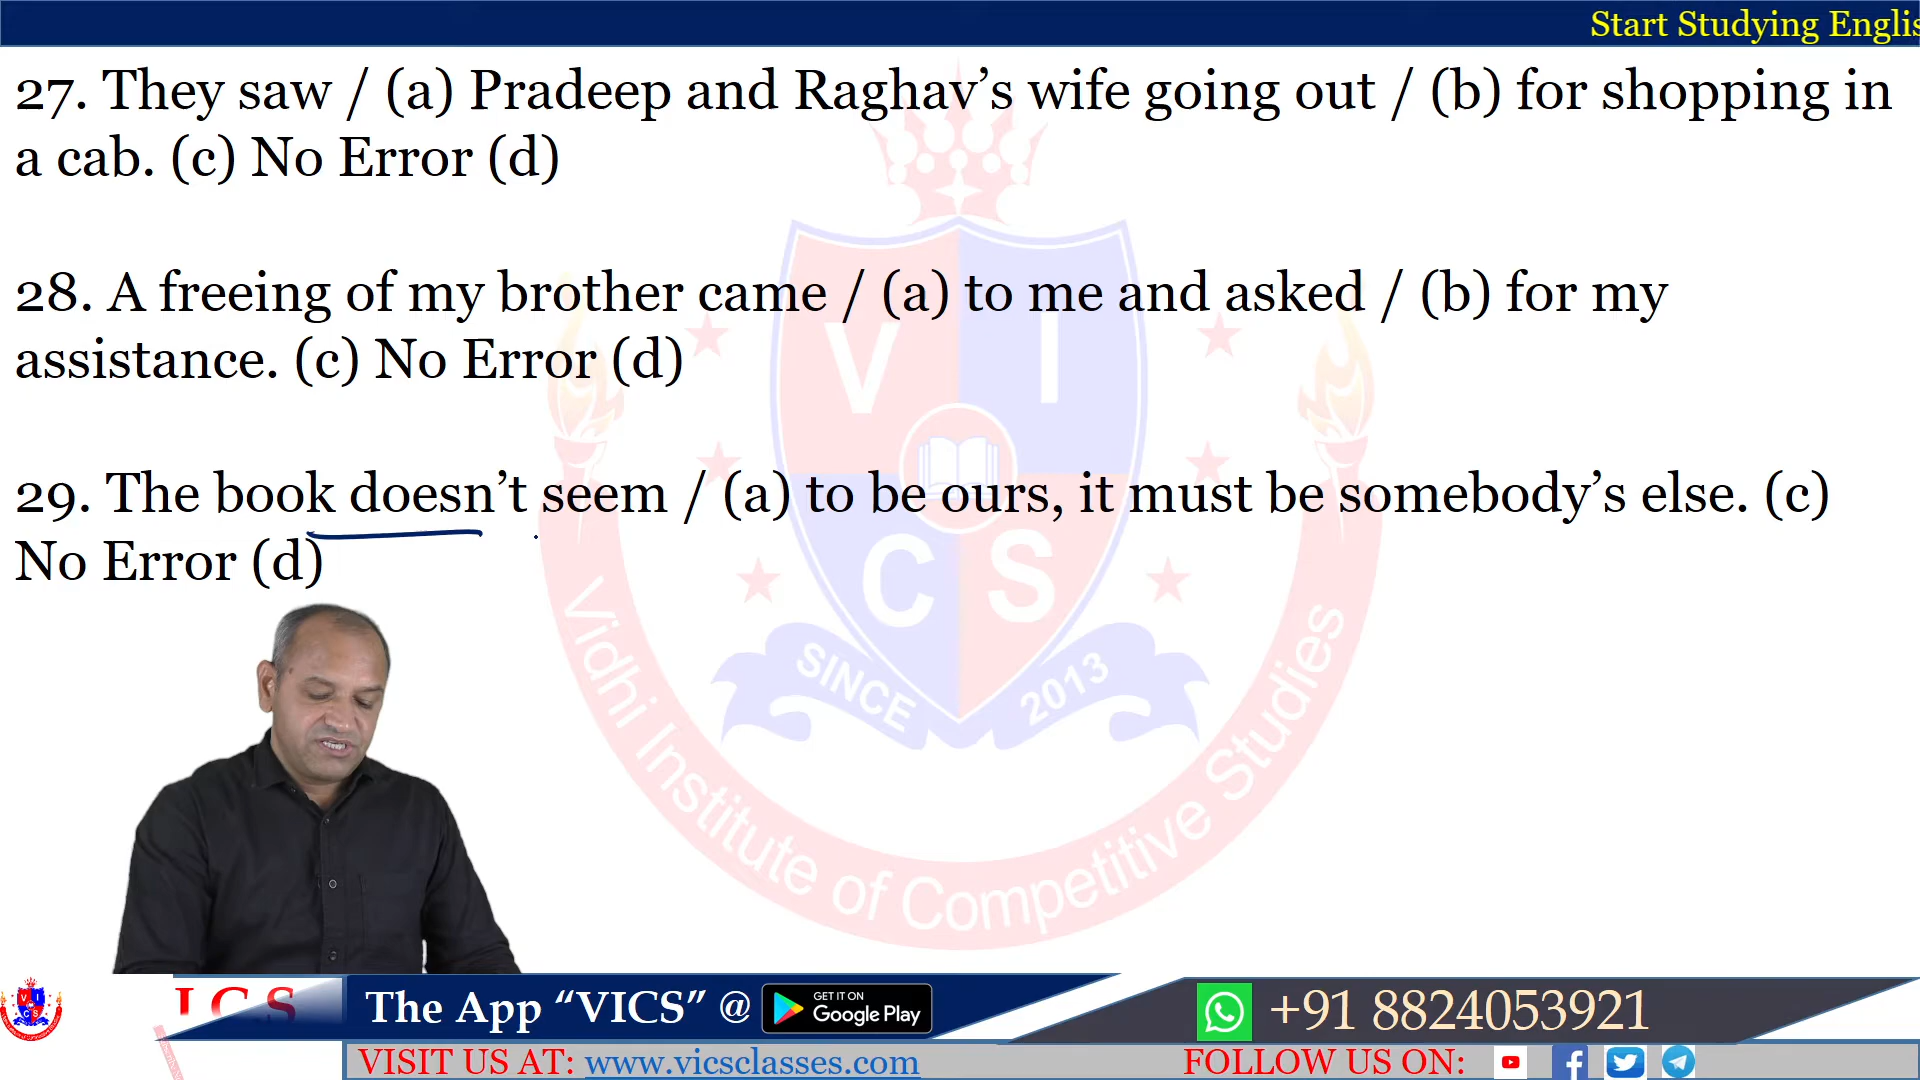 Start Studying Englis
27. They saw / (a) Pradeep and Raghav’s wife going out / (b) for shopping in
a cab. (c) No Error (d)
28. A freeing of my brother came / (a) to me and asked / (b) for my
assistance. (c) No Error (d)
29. The book doesn’t seem / (a) to be ours, it must be somebody’s else. (c)
No Error (d)
V I
C S
SINCE 2013
Vidhi Institute of Competitive Studies
V I
C S
I C S
The App “VICS” @ GET IT ON
Google Play
+91 8824053921
VISIT US AT: www.vicsclasses.com
FOLLOW US ON: